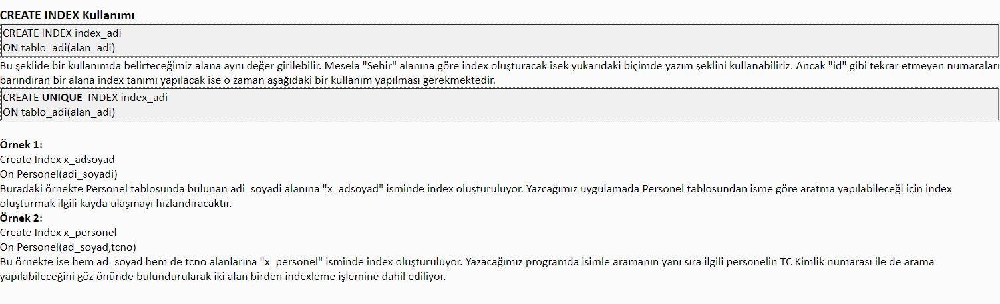 CREATE INDEX Kullanımı
CREATE INDEX index_adi
ON tablo_adi(alan_adi)
Bu şeklide bir kullanımda belirteceğimiz alana aynı değer girilebilir. Mesela "Sehir" alanına göre index oluşturacak isek yukarıdaki biçimde yazım şeklini kullanabiliriz. Ancak "id" gibi tekrar etmeyen numaraları
barındıran bir alana index tanımı yapılacak ise o zaman aşağıdaki bir kullanım yapılması gerekmektedir.
CREATE UNIQUE  INDEX index_adi
ON tablo_adi(alan_adi)
Örnek 1:
Create Index x_adsoyad
On Personel(adi_soyadi)
Buradaki örnekte Personel tablosunda bulunan adi_soyadi alanına "x_adsoyad" isminde index oluşturuluyor. Yazcağımız uygulamada Personel tablosundan isme göre aratma yapılabileceği için index
oluşturmak ilgili kayda ulaşmayı hızlandıracaktır.
Örnek 2:
Create Index x_personel
On Personel(ad_soyad,tcno)
Bu örnekte ise hem ad_soyad hem de tcno alanlarına "x_personel" isminde index oluşturuluyor. Yazacağımız programda isimle aramanın yanı sıra ilgili personelin TC Kimlik numarası ile de arama
yapılabileceğini göz önünde bulundurularak iki alan birden indexleme işlemine dahil ediliyor.